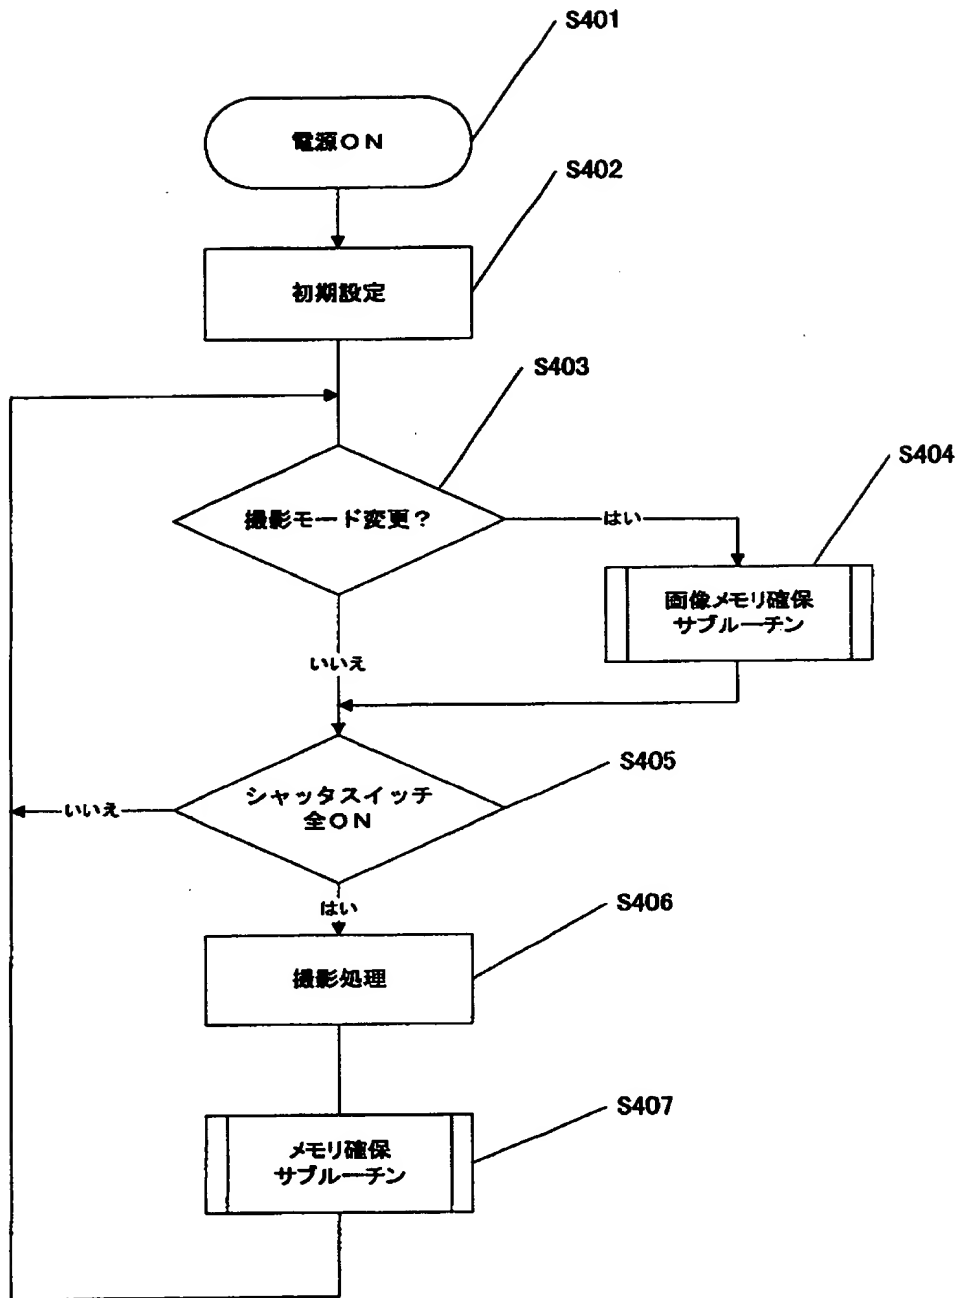 S401
電源ON
S402
初期設定
S403
撮影モード変更?
はい
S404
画像メモリ確保
サブルーチン
いいえ
S405
シャッタスイッチ
全ON
いいえ
はい
S406
撮影処理
S407
メモリ確保
サブルーチン